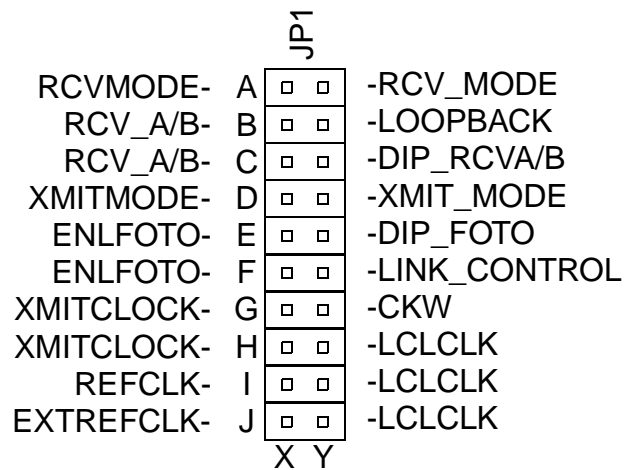 JP1
RCVMODE- A -RCV_MODE
RCV_A/B- B -LOOPBACK
RCV_A/B- C -DIP_RCVA/B
XMITMODE- D -XMIT_MODE
ENLFOTO- E -DIP_FOTO
ENLFOTO- F -LINK_CONTROL
XMITCLOCK- G -CKW
XMITCLOCK- H -LCLCLK
REFCLK- I -LCLCLK
EXTREFCLK- J -LCLCLK
X Y